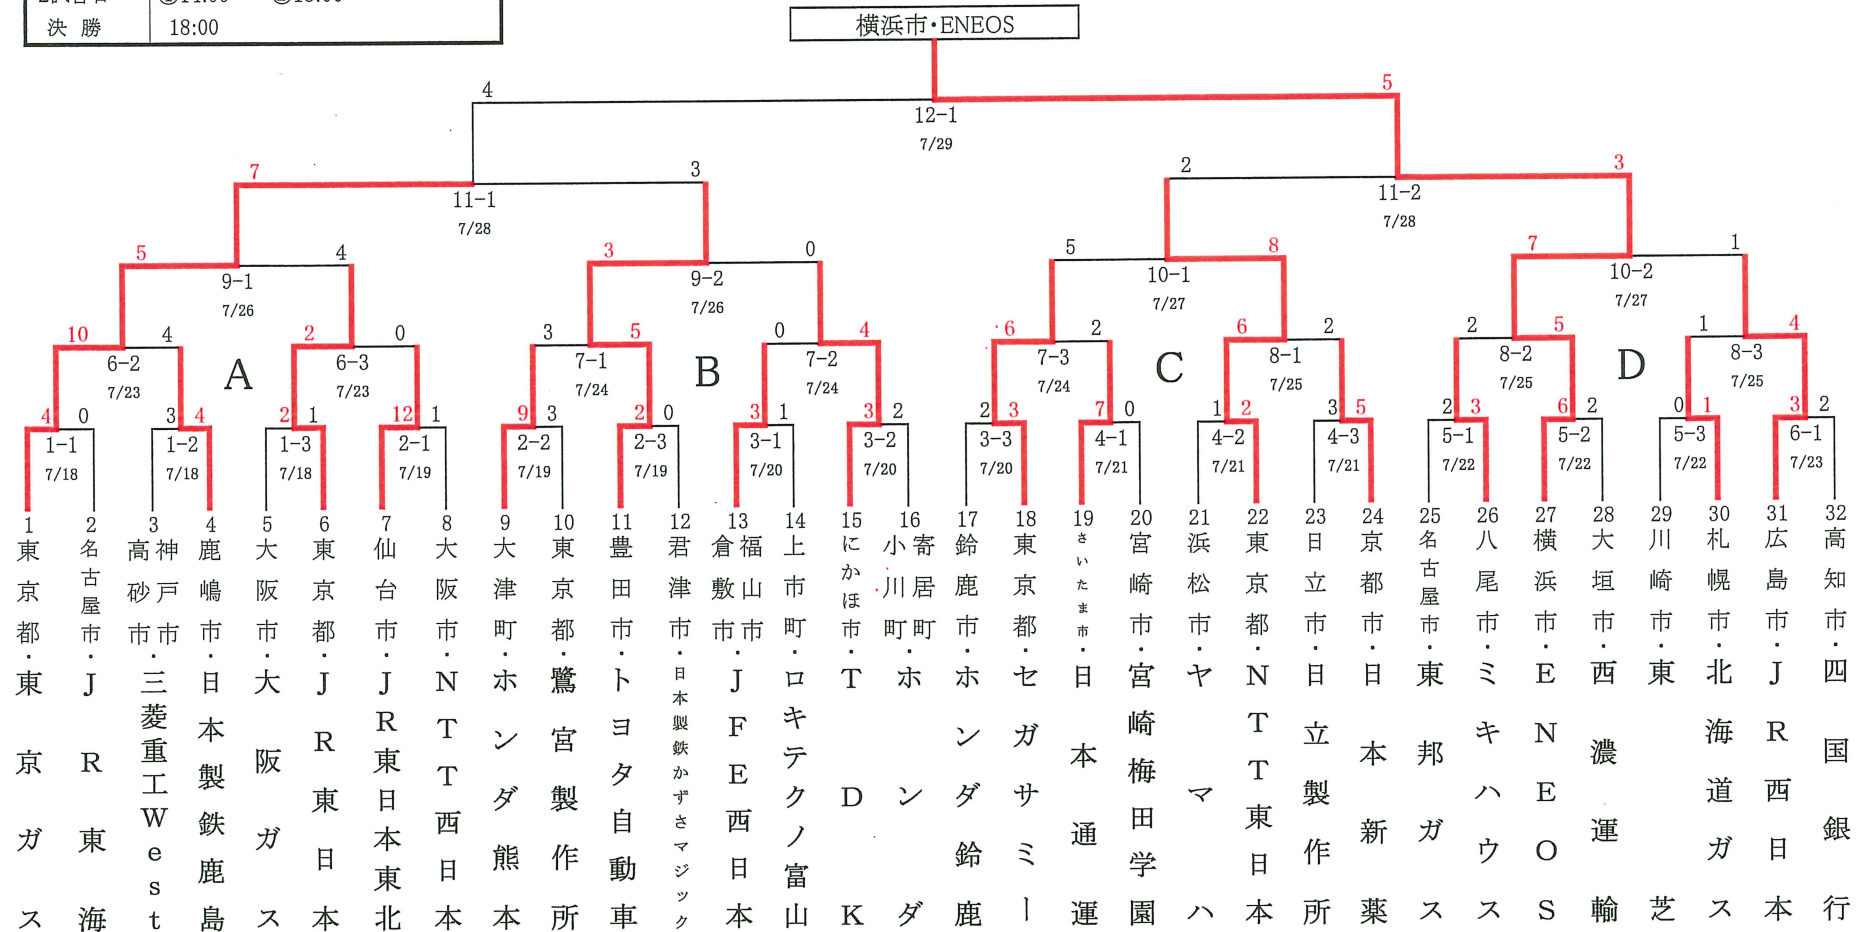 決 勝 18:00
横浜市・ENEOS
4 5
12-1
7/29
7 3 2 3
11-1 11-2
7/28 7/28
5 4 3 0 5 8 7 1
9-1 9-2 10-1 10-2
7/26 7/26 7/27 7/27
10 4 2 0 3 5 0 4 6 2 6 2 2 5 1 4
6-2 6-3 7-1 7-2 7-3 8-1 8-2 8-3
7/23 7/23 7/24 7/24 7/24 7/25 7/25 7/25
A B C D
4 0 3 4 2 1 12 1 9 3 2 0 3 1 3 2 2 3 7 0 1 2 3 5 2 3 6 2 0 1 3 2
1-1 1-2 1-3 2-1 2-2 2-3 3-1 3-2 3-3 4-1 4-2 4-3 5-1 5-2 5-3 6-1
7/18 7/18 7/18 7/19 7/19 7/19 7/20 7/20 7/20 7/21 7/21 7/21 7/22 7/22 7/22 7/23
1 東京都・東京ガス
2 名古屋市・JR東海
3 神戸市高砂市・三菱重工West
4 鹿嶋市・日本製鉄鹿島
5 大阪市・大阪ガス
6 東京都・JR東日本
7 仙台市・JR東日本東北
8 大阪市・NTT西日本
9 大津町・ホンダ熊本
10 東京都・鷺宮製作所
11 豊田市・トヨタ自動車
12 君津市・日本製鉄かずさマジック
13 福山市倉敷市・JFE西日本
14 上市町・ロキテクノ富山
15 にかほ市・TDK
16 寄居町小川町・ホンダ
17 鈴鹿市・ホンダ鈴鹿
18 東京都・セガサミー
19 さいたま市・日本通運
20 宮崎市・宮崎梅田学園
21 浜松市・ヤマハ
22 東京都・NTT東日本
23 日立市・日立製作所
24 京都市・日本新薬
25 名古屋市・東邦ガス
26 八尾市・ミキハウス
27 横浜市・ENEOS
28 大垣市・西濃運輸
29 川崎市・東芝
30 札幌市・北海道ガス
31 広島市・JR西日本
32 高知市・四国銀行